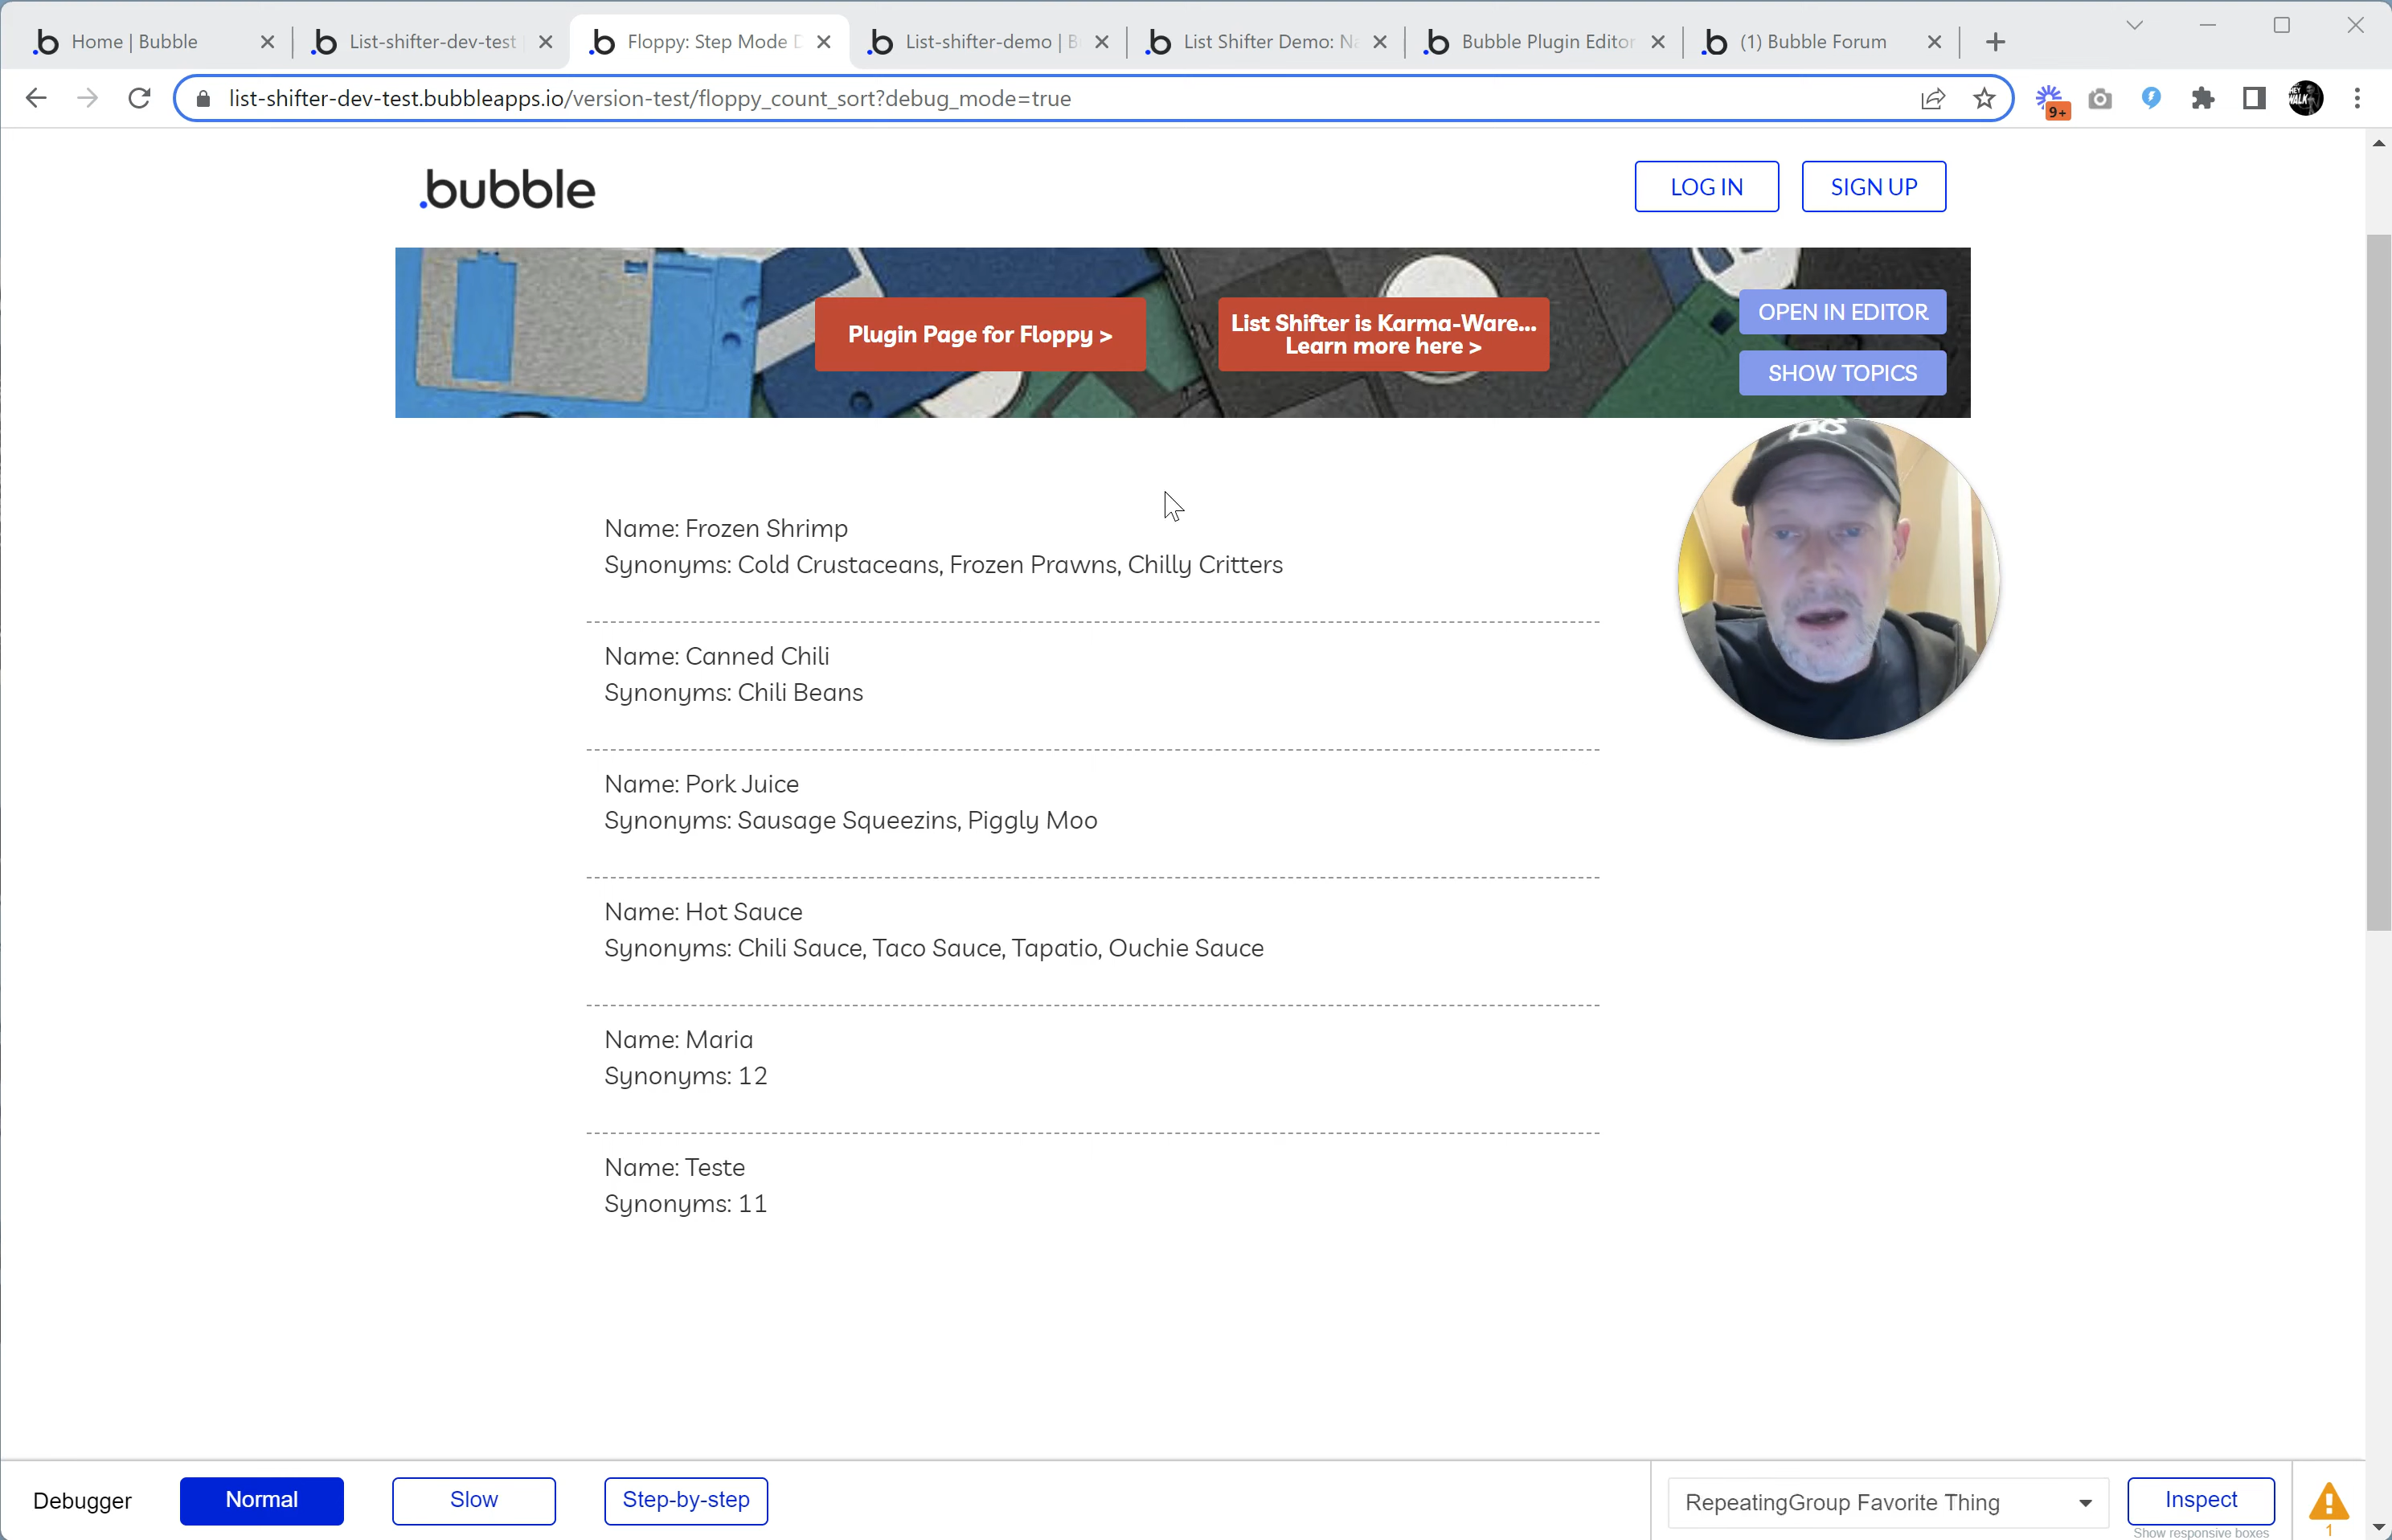 Home | Bubble
List-shifter-dev-test
Floppy: Step Mode D
List-shifter-demo | B
List Shifter Demo: Na
Bubble Plugin Editor
(1) Bubble Forum
list-shifter-dev-test.bubbleapps.io/version-test/floppy_count_sort?debug_mode=true
9+
.bubble
LOG IN
SIGN UP
Plugin Page for Floppy >
List Shifter is Karma-Ware...
Learn more here >
OPEN IN EDITOR
SHOW TOPICS
Name: Frozen Shrimp
Synonyms: Cold Crustaceans, Frozen Prawns, Chilly Critters
Name: Canned Chili
Synonyms: Chili Beans
Name: Pork Juice
Synonyms: Sausage Squeezins, Piggly Moo
Name: Hot Sauce
Synonyms: Chili Sauce, Taco Sauce, Tapatio, Ouchie Sauce
Name: Maria
Synonyms: 12
Name: Teste
Synonyms: 11
Debugger
Normal
Slow
Step-by-step
RepeatingGroup Favorite Thing
Inspect
Show responsive boxes
1